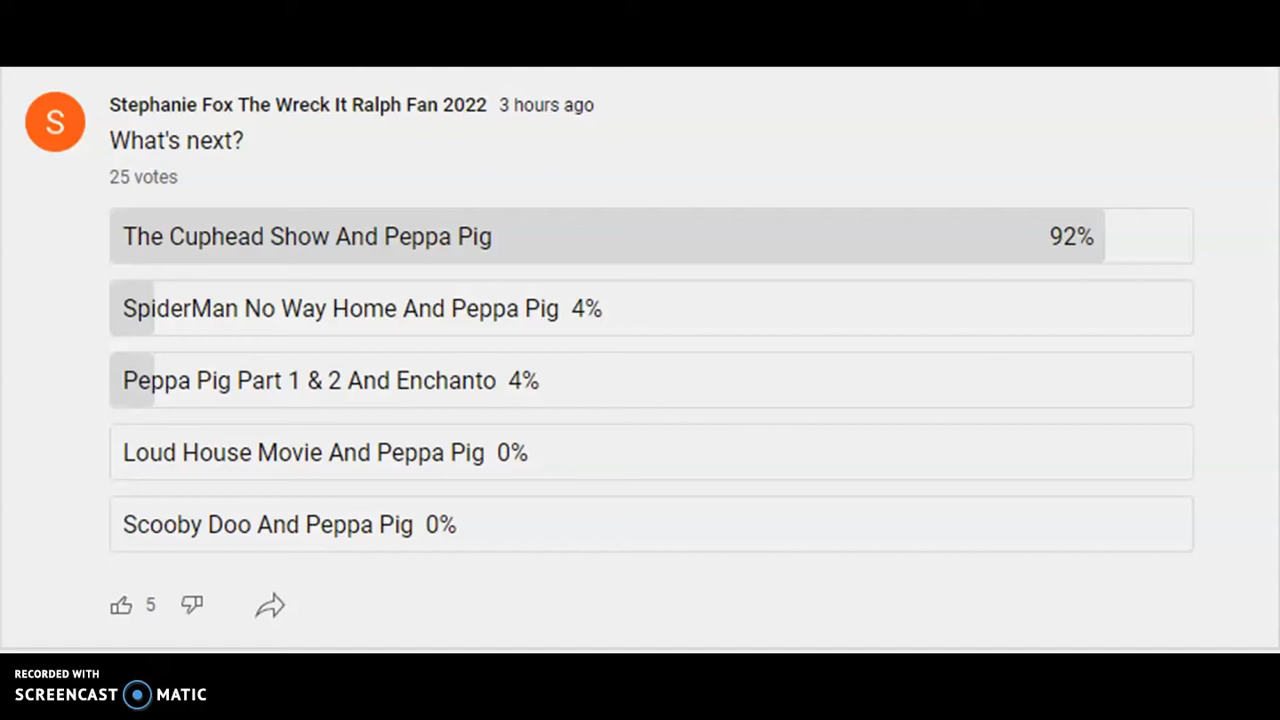 S
Stephanie Fox The Wreck It Ralph Fan 2022 3 hours ago
What's next?
25 votes
The Cuphead Show And Peppa Pig 92%
SpiderMan No Way Home And Peppa Pig 4%
Peppa Pig Part 1 & 2 And Enchanto 4%
Loud House Movie And Peppa Pig 0%
Scooby Doo And Peppa Pig 0%
5
RECORDED WITH
SCREENCAST MATIC